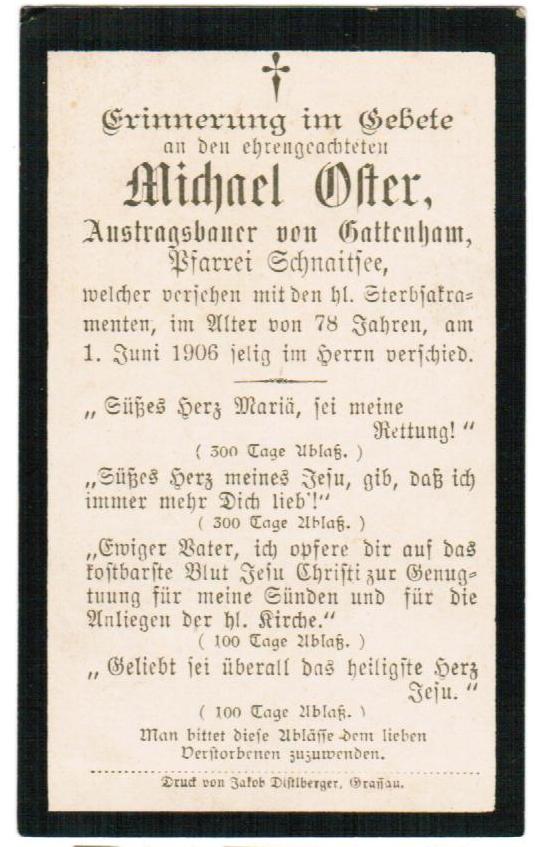 Erinnerung im Gebete
an den ehrengeachteten
Michael Oster,
Austragsbauer von Gattenham,
Pfarrei Schnaitsee,
welcher versehen mit den hl. Sterbsakra=
menten, im Alter von 78 Jahren, am
1. Juni 1906 selig im Herrn verschied.
„Süßes Herz Mariä, sei meine
Rettung!“
(300 Tage Ablaß.)
„Süßes Herz meines Jesu, gib, daß ich
immer mehr Dich lieb'!“
(300 Tage Ablaß.)
„Ewiger Vater, ich opfere dir auf das
kostbarste Blut Jesu Christi zur Genug=
tuung für meine Sünden und für die
Anliegen der hl. Kirche.“
(100 Tage Ablaß.)
„Geliebt sei überall das heiligste Herz
Jesu.“
(100 Tage Ablaß.)
Man bittet diese Ablässe dem lieben
Verstorbenen zuzuwenden.
Druck von Jakob Distlberger, Grassau.